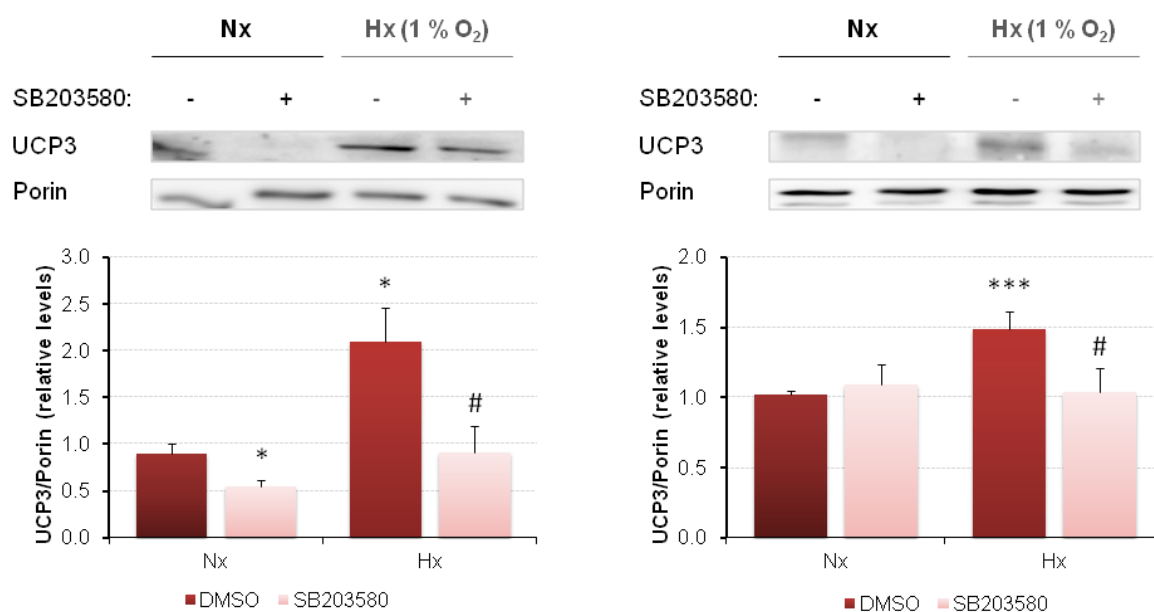 Nx Hx (1 % O₂)
SB203580: - + - +
UCP3
Porin
UCP3/Porin (relative levels)
3.0
2.5
2.0
1.5
1.0
0.5
0.0
*
*
#
Nx Hx
DMSO SB203580
Nx Hx (1 % O₂)
SB203580: - + - +
UCP3
Porin
UCP3/Porin (relative levels)
2.0
1.5
1.0
0.5
0.0
***
#
Nx Hx
DMSO SB203580